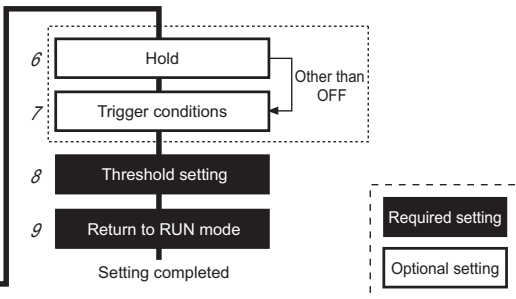 6 Hold
Other than
OFF
7 Trigger conditions
8 Threshold setting
9 Return to RUN mode
Setting completed
Required setting
Optional setting